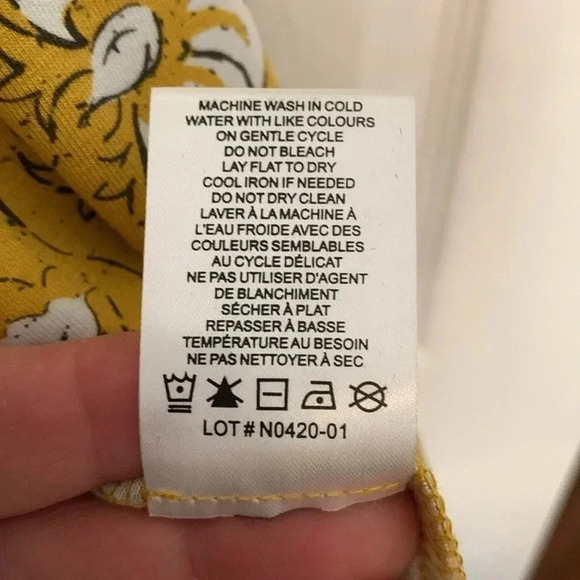 MACHINE WASH IN COLD
WATER WITH LIKE COLOURS
ON GENTLE CYCLE
DO NOT BLEACH
LAY FLAT TO DRY
COOL IRON IF NEEDED
DO NOT DRY CLEAN
LAVER À LA MACHINE À
L'EAU FROIDE AVEC DES
COULEURS SEMBLABLES
AU CYCLE DÉLICAT
NE PAS UTILISER D'AGENT
DE BLANCHIMENT
SÉCHER À PLAT
REPASSER À BASSE
TEMPÉRATURE AU BESOIN
NE PAS NETTOYER À SEC
LOT # N0420-01